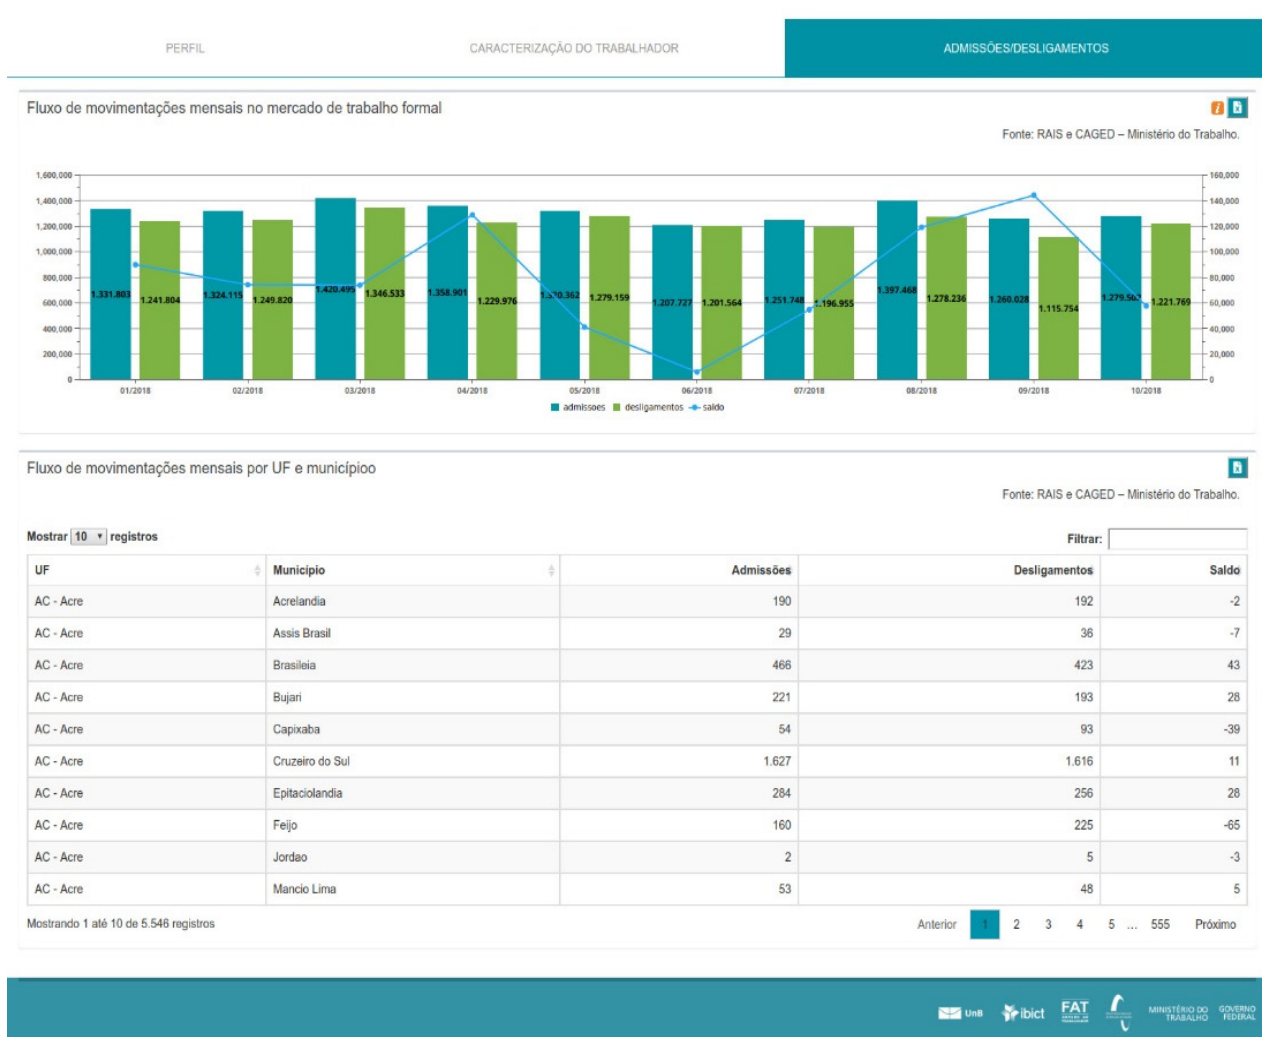 PERFIL CARACTERIZAÇÃO DO TRABALHADOR ADMISSÕES/DESLIGAMENTOS
Fluxo de movimentações mensais no mercado de trabalho formal
Fonte: RAIS e CAGED – Ministério do Trabalho.
1,600,000 160,000
1,400,000 140,000
1,200,000 120,000
1,000,000 100,000
800,000 80,000
600,000 60,000
400,000 40,000
200,000 20,000
0 0
1.331.803 1.241.804 1.324.115 1.249.820 1.420.495 1.346.533 1.358.901 1.229.976 1.320.362 1.279.159 1.207.727 1.201.564 1.251.748 1.196.955 1.397.468 1.278.236 1.260.028 1.115.754 1.221.769
01/2018 02/2018 03/2018 04/2018 05/2018 06/2018 07/2018 08/2018 09/2018 10/2018
admissoes desligamentos saldo
Fluxo de movimentações mensais por UF e municípioo
Fonte: RAIS e CAGED – Ministério do Trabalho.
Mostrar 10 registros Filtrar:
UF Município Admissões Desligamentos Saldo
AC - Acre Acrelandia 190 192 -2
AC - Acre Assis Brasil 29 36 -7
AC - Acre Brasileia 466 423 43
AC - Acre Bujari 221 193 28
AC - Acre Capixaba 54 93 -39
AC - Acre Cruzeiro do Sul 1.627 1.616 11
AC - Acre Epitaciolandia 284 256 28
AC - Acre Feijo 160 225 -65
AC - Acre Jordao 2 5 -3
AC - Acre Mancio Lima 53 48 5
Mostrando 1 até 10 de 5.546 registros Anterior 1 2 3 4 5 ... 555 Próximo
UnB ibict FAT MINISTÉRIO DO TRABALHO GOVERNO FEDERAL